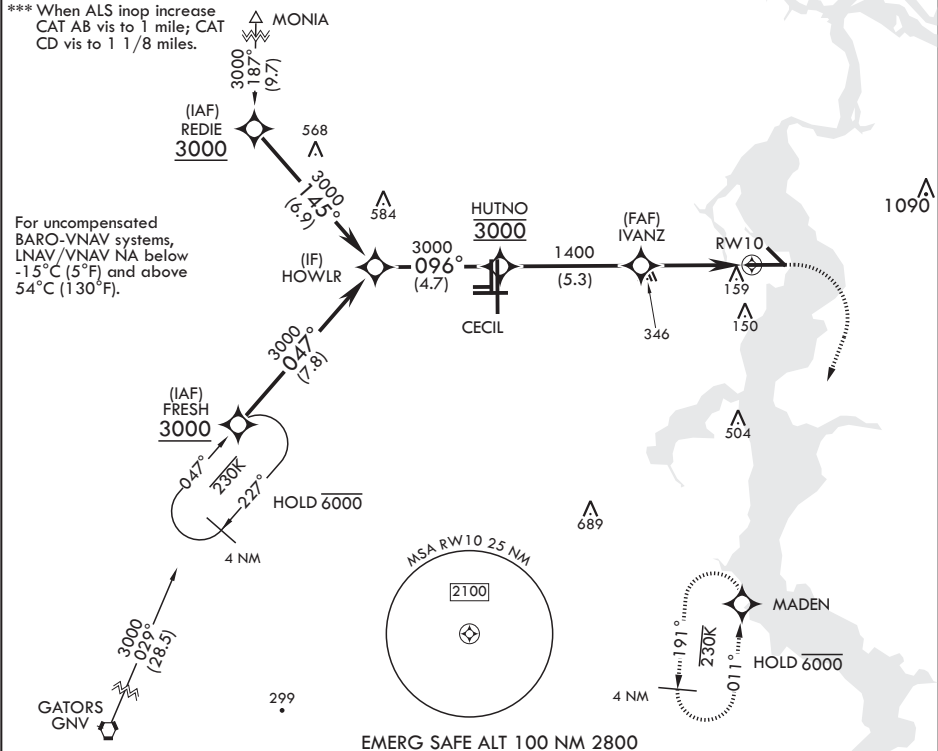 *** When ALS inop increase
CAT AB vis to 1 mile; CAT
CD vis to 1 1/8 miles.
MONIA
3000
187°
(9.7)
(IAF)
REDIE
3000
568
3000
145°
(6.9)
584
1090
For uncompensated
BARO-VNAV systems,
LNAV/VNAV NA below
-15°C (5°F) and above
54°C (130°F).
(IF)
HOWLR
3000
096°
(4.7)
HUTNO
3000
CECIL
1400
(5.3)
(FAF)
IVANZ
346
RW10
159
150
3000
047°
(7.8)
(IAF)
FRESH
3000
047°
230K
227°
HOLD 6000
4 NM
504
689
MSA RW10 25 NM
2100
MADEN
191°
230K
011°
HOLD 6000
4 NM
3000
029°
(28.5)
GATORS
GNV
299
EMERG SAFE ALT 100 NM 2800